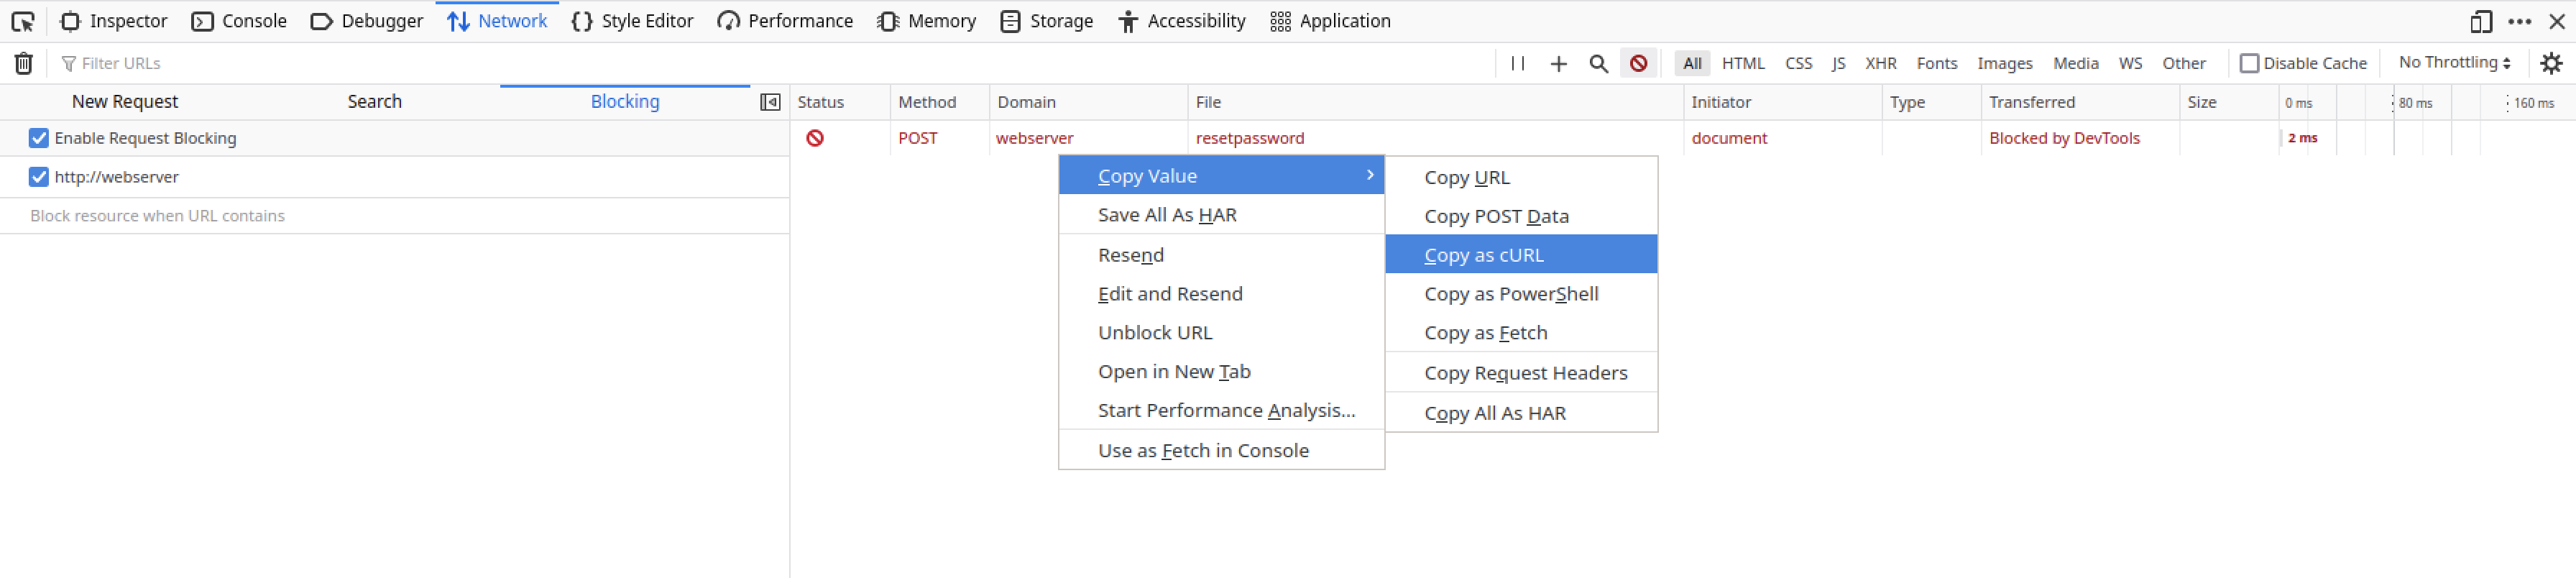 Inspector Console Debugger Network Style Editor Performance Memory Storage Accessibility Application
Filter URLs All HTML CSS JS XHR Fonts Images Media WS Other Disable Cache No Throttling
New Request Search Blocking Status Method Domain File Initiator Type Transferred Size 0 ms 80 ms 160 ms
Enable Request Blocking POST webserver resetpassword document Blocked by DevTools 2 ms
http://webserver
Block resource when URL contains
Copy Value
Save All As HAR
Resend
Edit and Resend
Unblock URL
Open in New Tab
Start Performance Analysis...
Use as Fetch in Console
Copy URL
Copy POST Data
Copy as cURL
Copy as PowerShell
Copy as Fetch
Copy Request Headers
Copy All As HAR